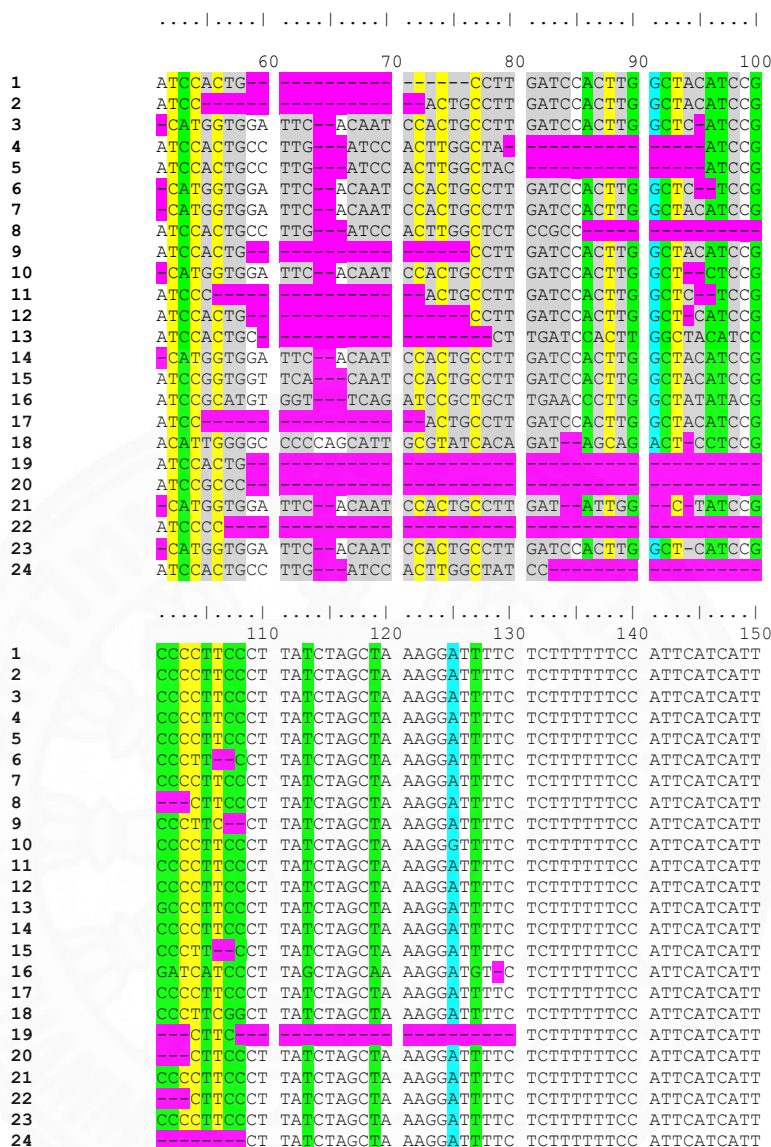 ....|....| ....|....| ....|....| ....|....| ....|....|
60 70 80 90 100
1 ATCCACTG-- ---------- ------CCTT GATCCACTTG GCTACATCCG
2 ATCC------ ---------- --ACTGCCTT GATCCACTTG GCTACATCCG
3 -CATGGTGGA TTC--ACAAT CCACTGCCTT GATCCACTTG GCTC-ATCCG
4 ATCCACTGCC TTG---ATCC ACTTGGCTA- ---------- -----ATCCG
5 ATCCACTGCC TTG---ATCC ACTTGGCTAC ---------- -----ATCCG
6 -CATGGTGGA TTC--ACAAT CCACTGCCTT GATCCACTTG GCTC--TCCG
7 -CATGGTGGA TTC--ACAAT CCACTGCCTT GATCCACTTG GCTACATCCG
8 ATCCACTGCC TTG---ATCC ACTTGGCTCT CCGCC----- ----------
9 ATCCACTG-- ---------- ------CCTT GATCCACTTG GCTACATCCG
10 -CATGGTGGA TTC--ACAAT CCACTGCCTT GATCCACTTG GCT--CTCCG
11 ATCCC----- ---------- --ACTGCCTT GATCCACTTG GCTC--TCCG
12 ATCCACTG-- ---------- ------CCTT GATCCACTTG GCT-CATCCG
13 ATCCACTGC- ---------- --------CT TGATCCACTT GGCTACATCC
14 -CATGGTGGA TTC--ACAAT CCACTGCCTT GATCCACTTG GCTACATCCG
15 ATCCGGTGGT TCA---CAAT CCACTGCCTT GATCCACTTG GCTACATCCG
16 ATCCGCATGT GGT---TCAG ATCCGCTGCT TGAACCCTTG GCTATATACG
17 ATCC------ ---------- --ACTGCCTT GATCCACTTG GCTACATCCG
18 ACATTGGGGC CCCCAGCATT GCGTATCACA GAT--AGCAG ACT-CCTCCG
19 ATCCACTG-- ---------- ---------- ---------- ----------
20 ATCCGCCC-- ---------- ---------- ---------- ----------
21 -CATGGTGGA TTC--ACAAT CCACTGCCTT GAT--ATTGG --C-TATCCG
22 ATCCCC---- ---------- ---------- ---------- ----------
23 -CATGGTGGA TTC--ACAAT CCACTGCCTT GATCCACTTG GCT-CATCCG
24 ATCCACTGCC TTG---ATCC ACTTGGCTAT CC-------- ----------
....|....| ....|....| ....|....| ....|....| ....|....|
110 120 130 140 150
1 CCCCTTCCCT TATCTAGCTA AAGGATTTTC TCTTTTTTCC ATTCATCATT
2 CCCCTTCCCT TATCTAGCTA AAGGATTTTC TCTTTTTTCC ATTCATCATT
3 CCCCTTCCCT TATCTAGCTA AAGGATTTTC TCTTTTTTCC ATTCATCATT
4 CCCCTTCCCT TATCTAGCTA AAGGATTTTC TCTTTTTTCC ATTCATCATT
5 CCCCTTCGCT TATCTAGCTA AAGGATTTTC TCTTTTTTCC ATTCATCATT
6 CCCTT--CCT TATCTAGCTA AAGGATTTTC TCTTTTTTCC ATTCATCATT
7 CCCCTTCCCT TATCTAGCTA AAGGATTTTC TCTTTTTTCC ATTCATCATT
8 ---CTTCCCT TATCTAGCTA AAGGATTTTC TCTTTTTTCC ATTCATCATT
9 CCCTTC--CT TATCTAGCTA AAGGATTTTC TCTTTTTTCC ATTCATCATT
10 CCCCTTCCCT TATCTAGCTA AAGGGTTTTC TCTTTTTTCC ATTCATCATT
11 CCCCTTCCCT TATCTAGCTA AAGGATTTTC TCTTTTTTCC ATTCATCATT
12 CCCCTTCCCT TATCTAGCTA AAGGATTTTC TCTTTTTTCC ATTCATCATT
13 GCCCTTCCCT TATCTAGCTA AAGGATTTTC TCTTTTTTCC ATTCATCATT
14 CCCCTTCCCT TATCTAGCTA AAGGATTTTC TCTTTTTTCC ATTCATCATT
15 CCCTT--CCT TATCTAGCTA AAGGATTTTC TCTTTTTTCC ATTCATCATT
16 GATCATCCCT TAGCTAGCAA AAGGATGT-C TCTTTTTTCC ATTCATCATT
17 CCCCTTCCCT TATCTAGCTA AAGGATTTTC TCTTTTTTCC ATTCATCATT
18 CCCTTCGGCT TATCTAGCTA AAGGATTTTC TCTTTTTTCC ATTCATCATT
19 ---CTTC--- ---------- ---------- TCTTTTTTCC ATTCATCATT
20 ---CTTCCCT TATCTAGCTA AAGGATTTTC TCTTTTTTCC ATTCATCATT
21 CCCCTTCCCT TATCTAGCTA AAGGATTTTC TCTTTTTTCC ATTCATCATT
22 ---CTTCCCT TATCTAGCTA AAGGATTTTC TCTTTTTTCC ATTCATCATT
23 CCCCTTCCCT TATCTAGCTA AAGGATTTTC TCTTTTTTCC ATTCATCATT
24 --------CT TATCTAGCTA AAGGATTTTC TCTTTTTTCC ATTCATCATT